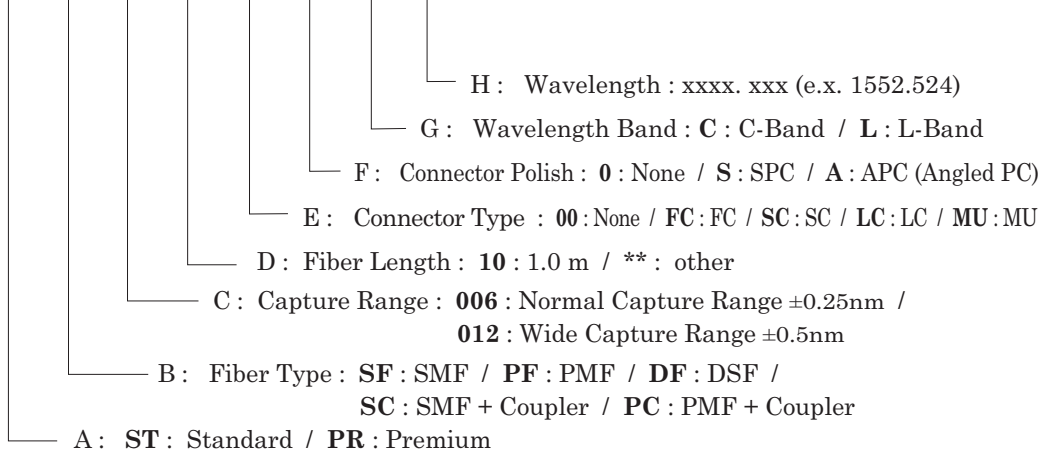 H : Wavelength : xxxx. xxx (e.x. 1552.524)
G : Wavelength Band : C : C-Band / L : L-Band
F : Connector Polish : 0 : None / S : SPC / A : APC (Angled PC)
E : Connector Type : 00 : None / FC : FC / SC : SC / LC : LC / MU : MU
D : Fiber Length : 10 : 1.0 m / ** : other
C : Capture Range : 006 : Normal Capture Range ±0.25nm /
012 : Wide Capture Range ±0.5nm
B : Fiber Type : SF : SMF / PF : PMF / DF : DSF /
SC : SMF + Coupler / PC : PMF + Coupler
A : ST : Standard / PR : Premium